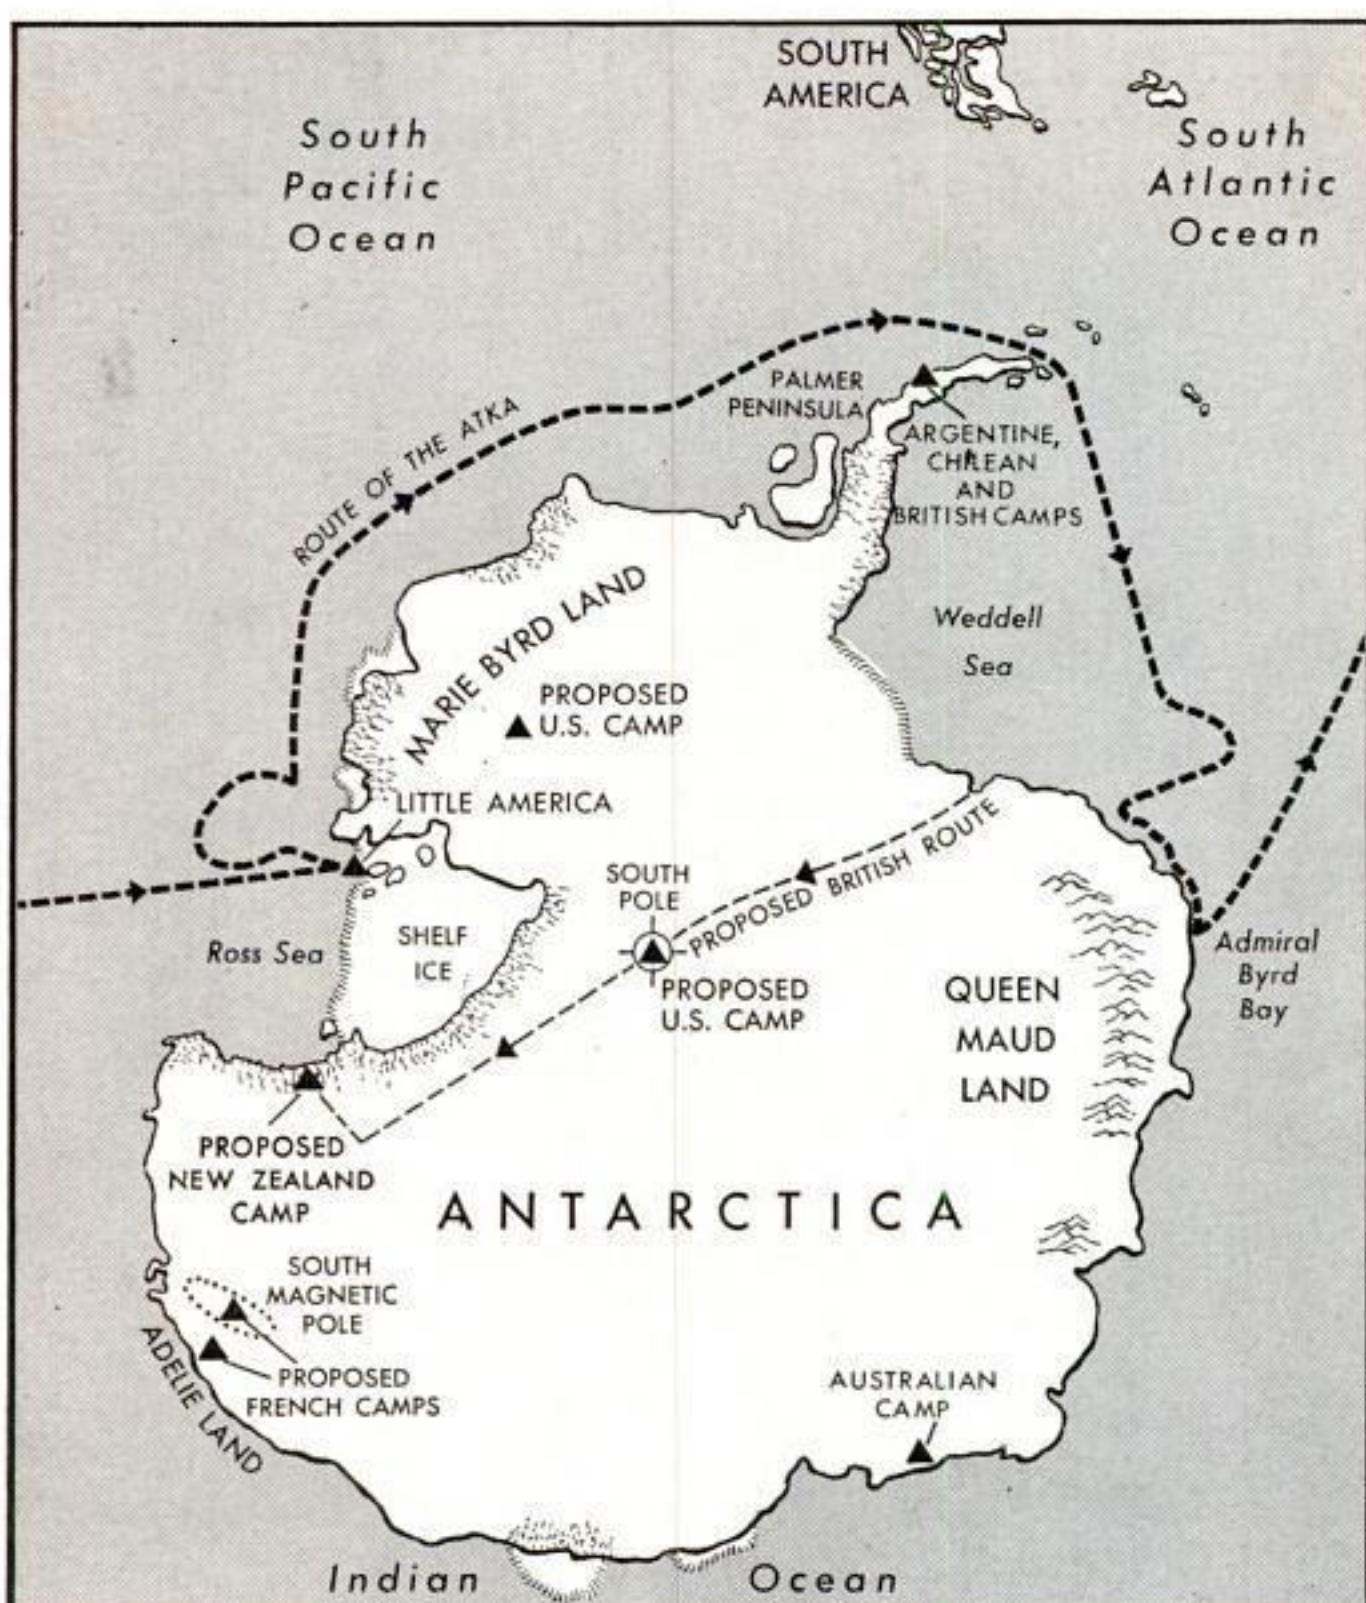 SOUTH
AMERICA
South
Pacific
Ocean
South
Atlantic
Ocean
ROUTE OF THE ATKA
PALMER
PENINSULA
ARGENTINE,
CHILEAN
AND
BRITISH CAMPS
MARIE BYRD LAND
Weddell
Sea
PROPOSED
U.S. CAMP
LITTLE AMERICA
PROPOSED BRITISH ROUTE
SOUTH
POLE
Ross Sea
SHELF
ICE
PROPOSED
U.S. CAMP
QUEEN
MAUD
LAND
Admiral
Byrd
Bay
PROPOSED
NEW ZEALAND
CAMP
ANTARCTICA
SOUTH
MAGNETIC
POLE
ADELIE LAND
PROPOSED
FRENCH CAMPS
AUSTRALIAN
CAMP
Indian Ocean